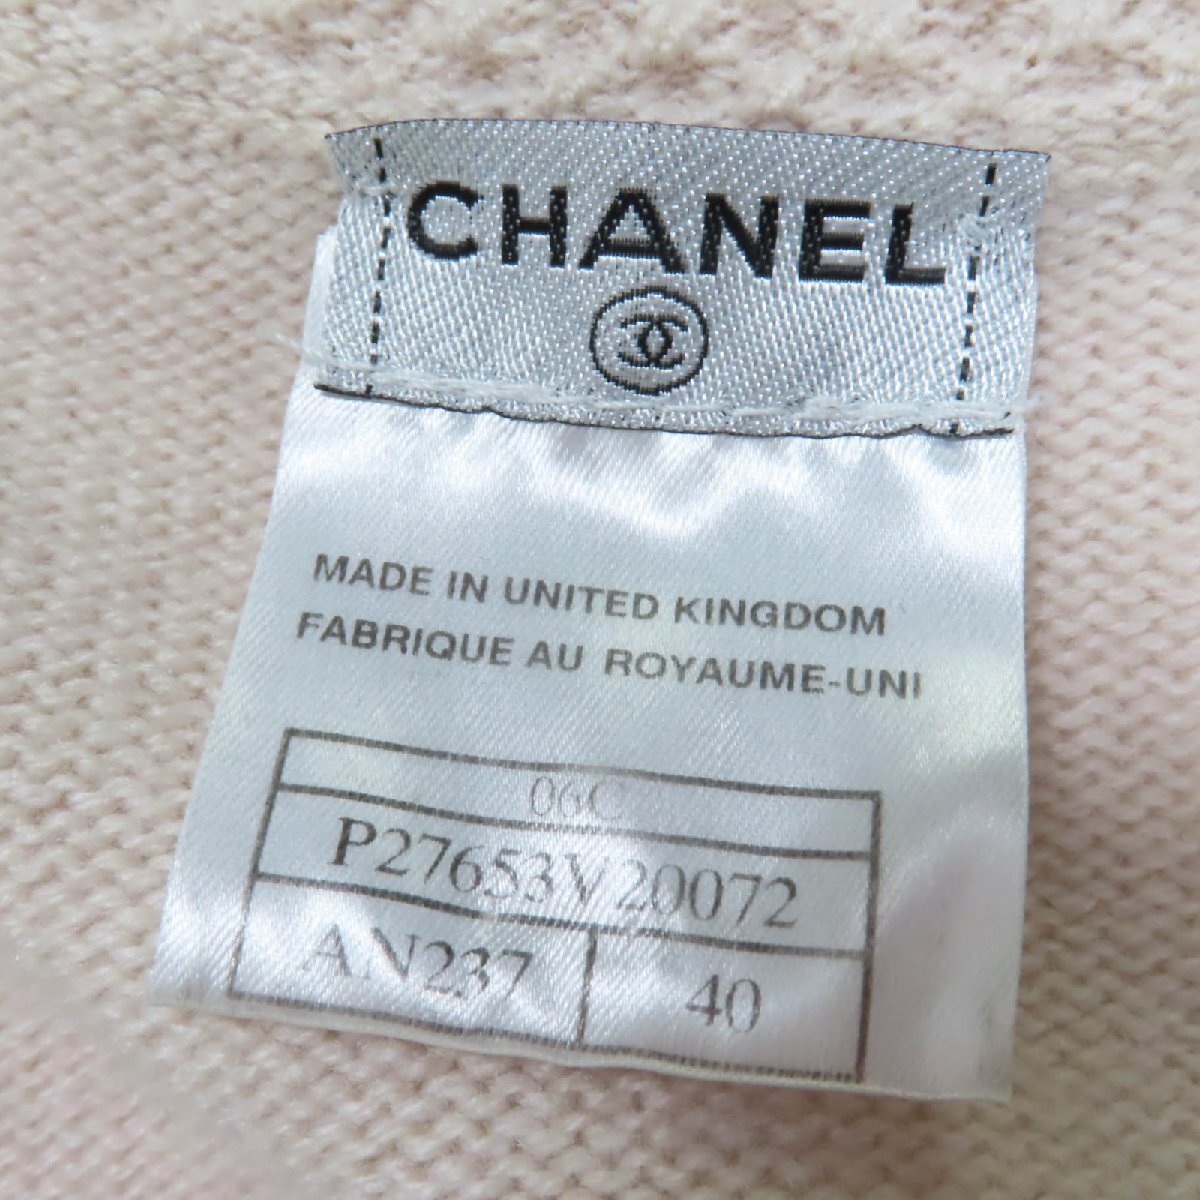 CHANEL
MADE IN UNITED KINGDOM
FABRIQUE AU ROYAUME-UNI
06C
P27653V20072
AN237 40